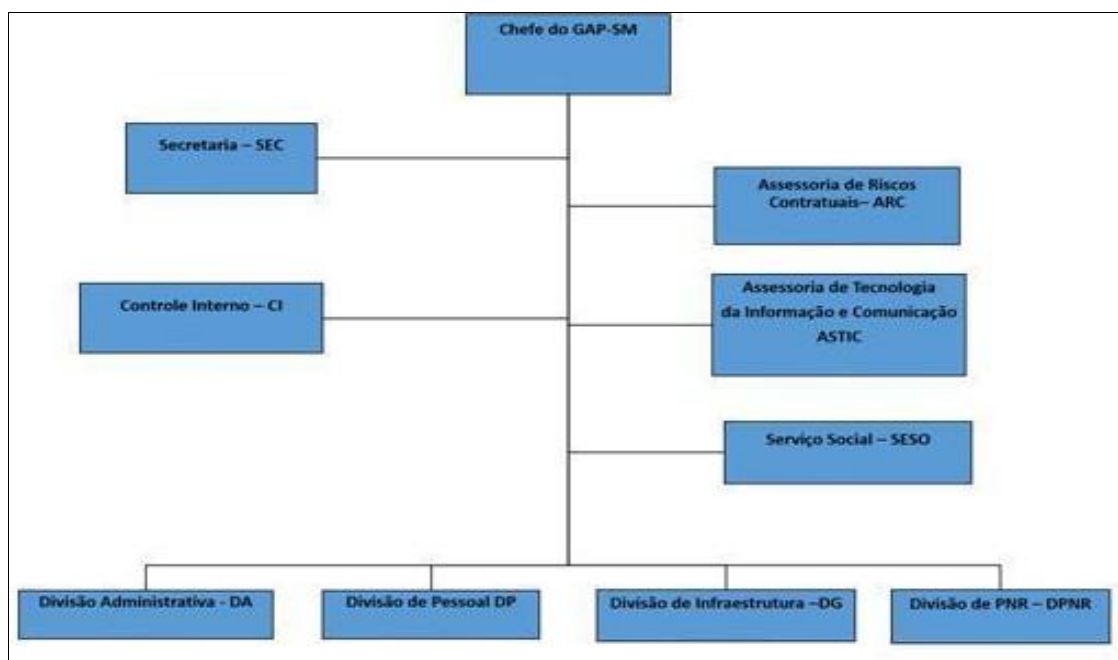 Chefe do GAP-SM
Secretaria – SEC
Assessoria de Riscos
Contratuais– ARC
Controle Interno – CI
Assessoria de Tecnologia
da Informação e Comunicação
ASTIC
Serviço Social – SESO
Divisão Administrativa - DA
Divisão de Pessoal DP
Divisão de Infraestrutura –DG
Divisão de PNR – DPNR